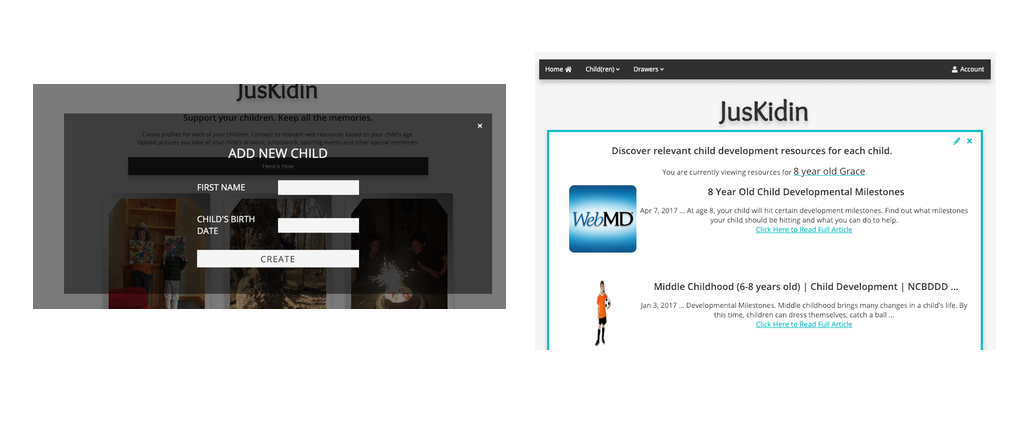 JusKidin
Support your children. Keep all the memories.
Create profiles for each of your children. Connect to relevant web resources based on your child's age.
Upload pictures you take of your child's artwork, schoolwork, sporting events and other special memories.
ADD NEW CHILD
Here's How
FIRST NAME
CHILD'S BIRTH
DATE
CREATE
Home
Child(ren)
Drawers
Account
JusKidin
Discover relevant child development resources for each child.
You are currently viewing resources for 8 year old Grace.
8 Year Old Child Developmental Milestones
WebMD
Apr 7, 2017 ... At age 8, your child will hit certain development milestones. Find out what milestones
your child should be hitting and what you can do to help.
Click Here to Read Full Article
Middle Childhood (6-8 years old) | Child Development | NCBDDD ...
Jan 3, 2017 ... Developmental Milestones. Middle childhood brings many changes in a child's life. By
this time, children can dress themselves, catch a ball ...
Click Here to Read Full Article